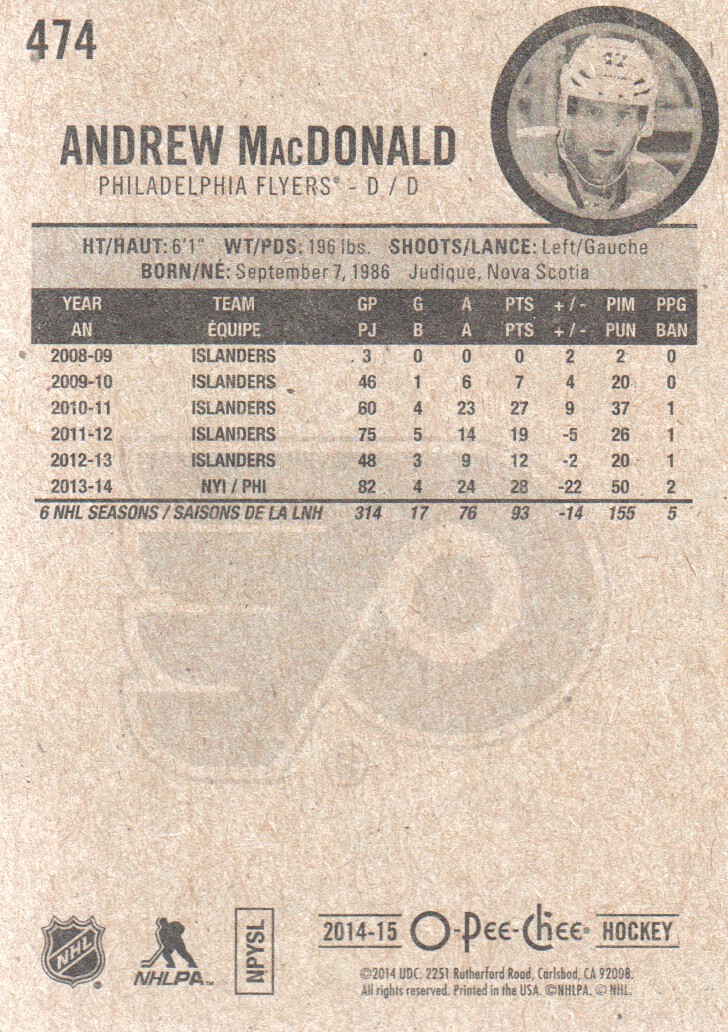 474
ANDREW MacDONALD
PHILADELPHIA FLYERS® - D / D
HT/HAUT: 6'1" WT/PDS: 196 lbs. SHOOTS/LANCE: Left/Gauche
BORN/NÉ: September 7, 1986 Judique, Nova Scotia
YEAR TEAM GP G A PTS + / - PIM PPG
AN ÉQUIPE PJ B A PTS + / - PUN BAN
2008-09 ISLANDERS 3 0 0 0 2 2 0
2009-10 ISLANDERS 46 1 6 7 4 20 0
2010-11 ISLANDERS 60 4 23 27 9 37 1
2011-12 ISLANDERS 75 5 14 19 -5 26 1
2012-13 ISLANDERS 48 3 9 12 -2 20 1
2013-14 NYI / PHI 82 4 24 28 -22 50 2
6 NHL SEASONS / SAISONS DE LA LNH 314 17 76 93 -14 155 5
NHL®
NHLPA™
NPYSL
2014-15 O-Pee-Chee® HOCKEY
©2014 UDC. 2251 Rutherford Road, Carlsbad, CA 92008.
All rights reserved. Printed in the USA. ©NHLPA. © NHL.